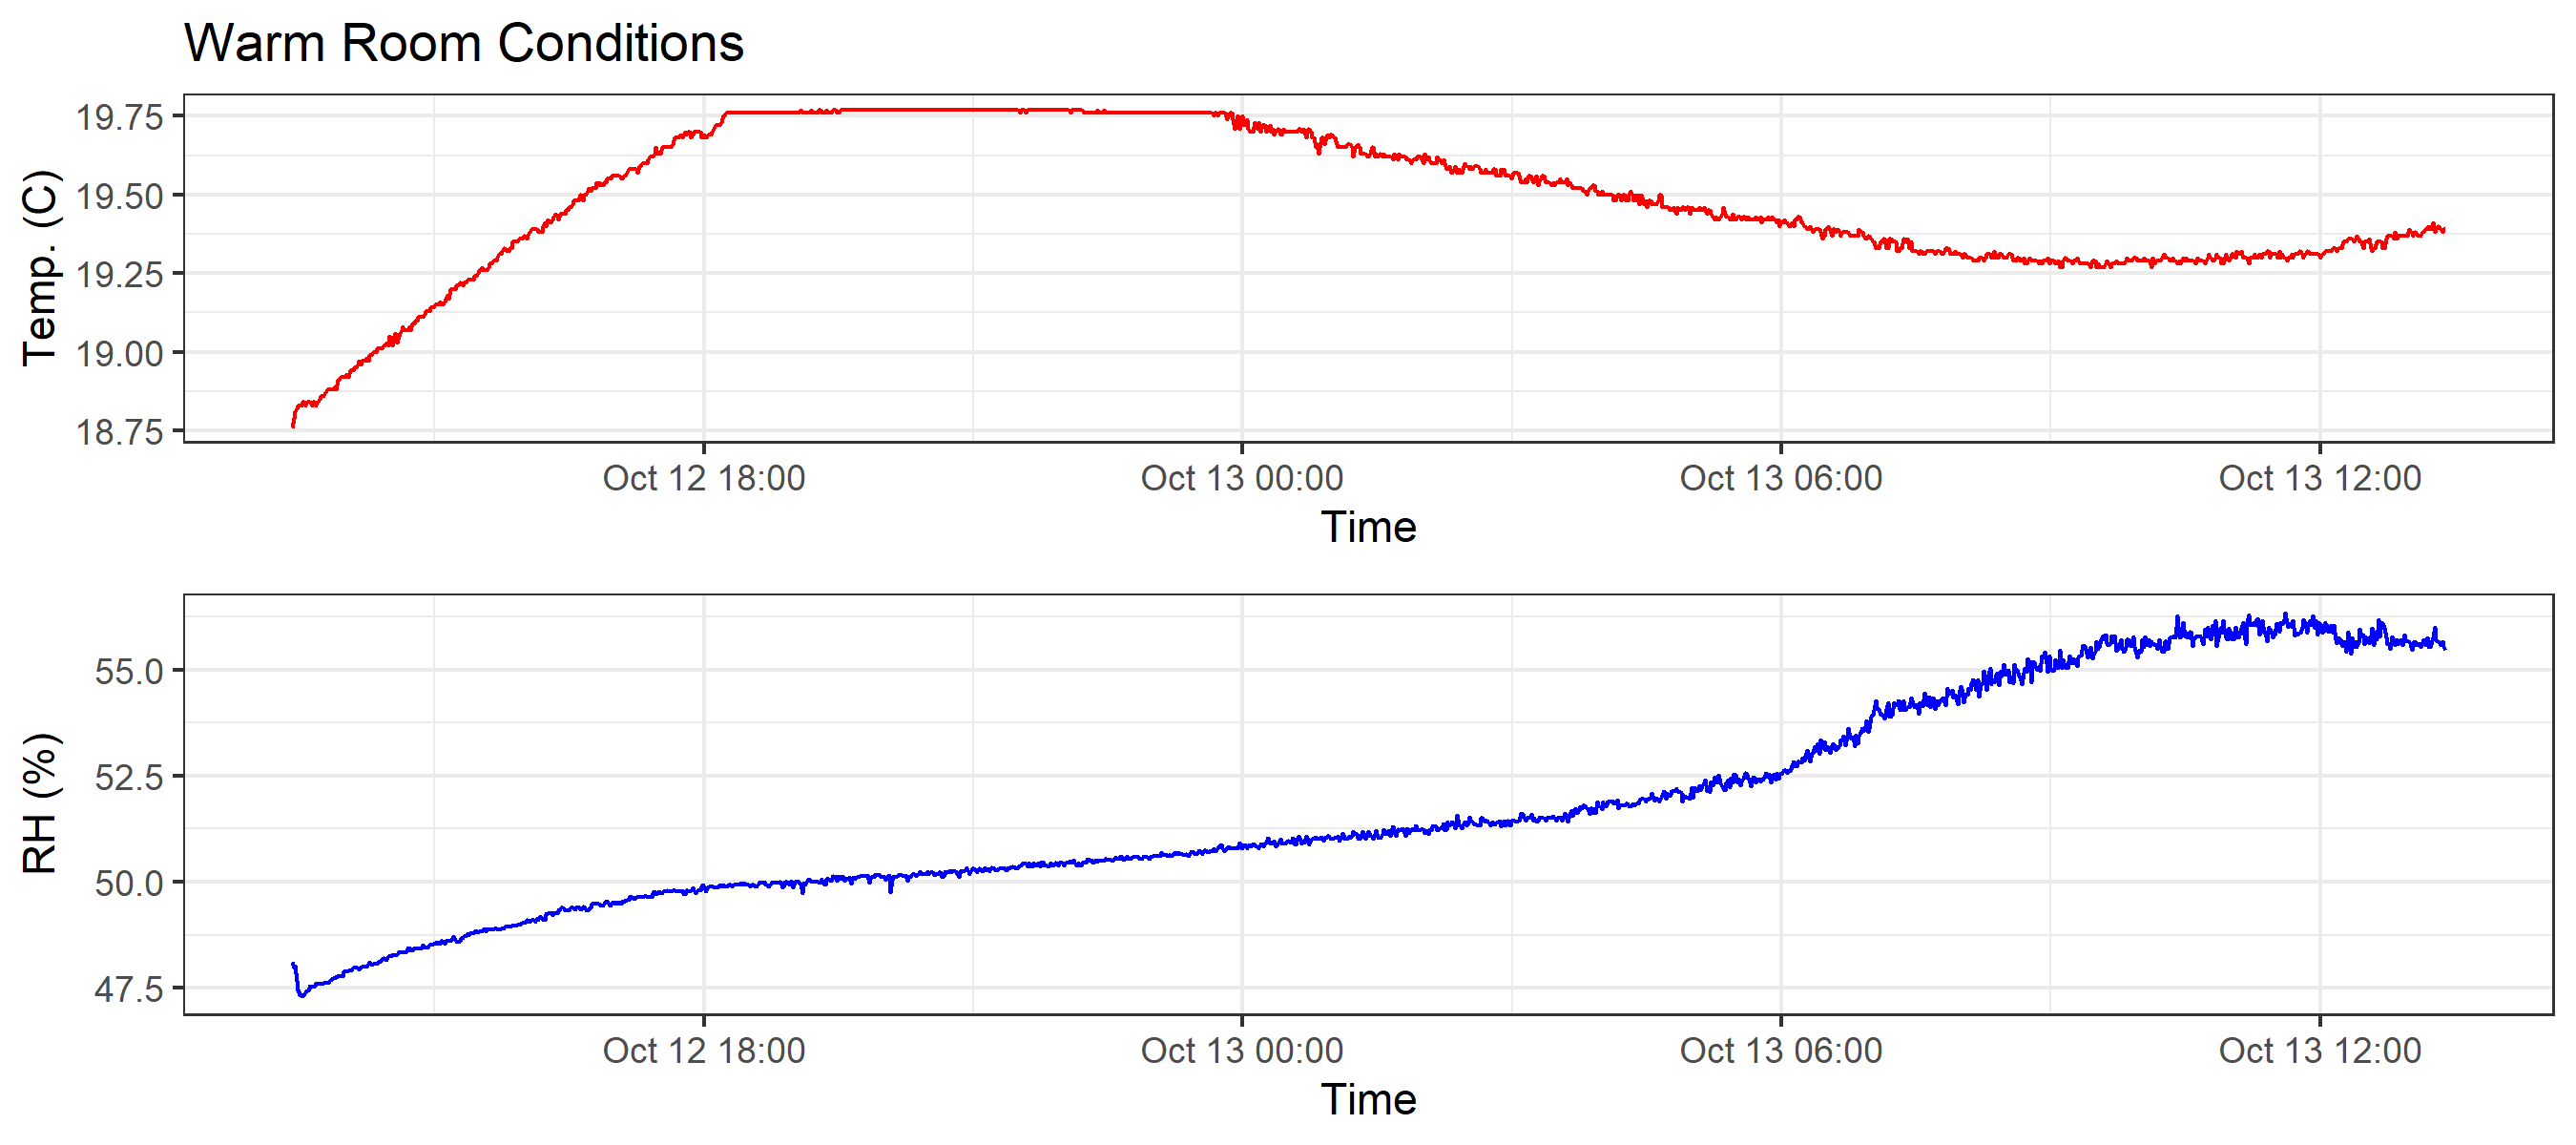 Warm Room Conditions
Temp. (C)
19.75
19.50
19.25
19.00
18.75
Oct 12 18:00 Oct 13 00:00 Oct 13 06:00 Oct 13 12:00
Time
RH (%)
55.0
52.5
50.0
47.5
Oct 12 18:00 Oct 13 00:00 Oct 13 06:00 Oct 13 12:00
Time